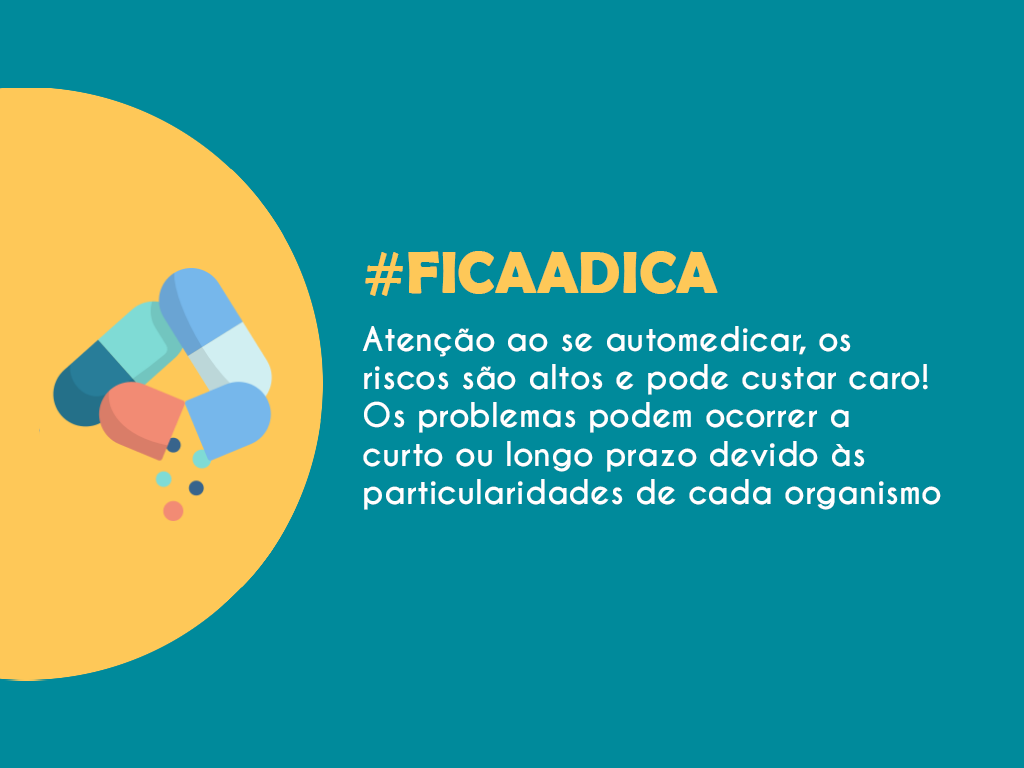 #FICAADICA
Atenção ao se automedicar, os
riscos são altos e pode custar caro!
Os problemas podem ocorrer a
curto ou longo prazo devido às
particularidades de cada organismo